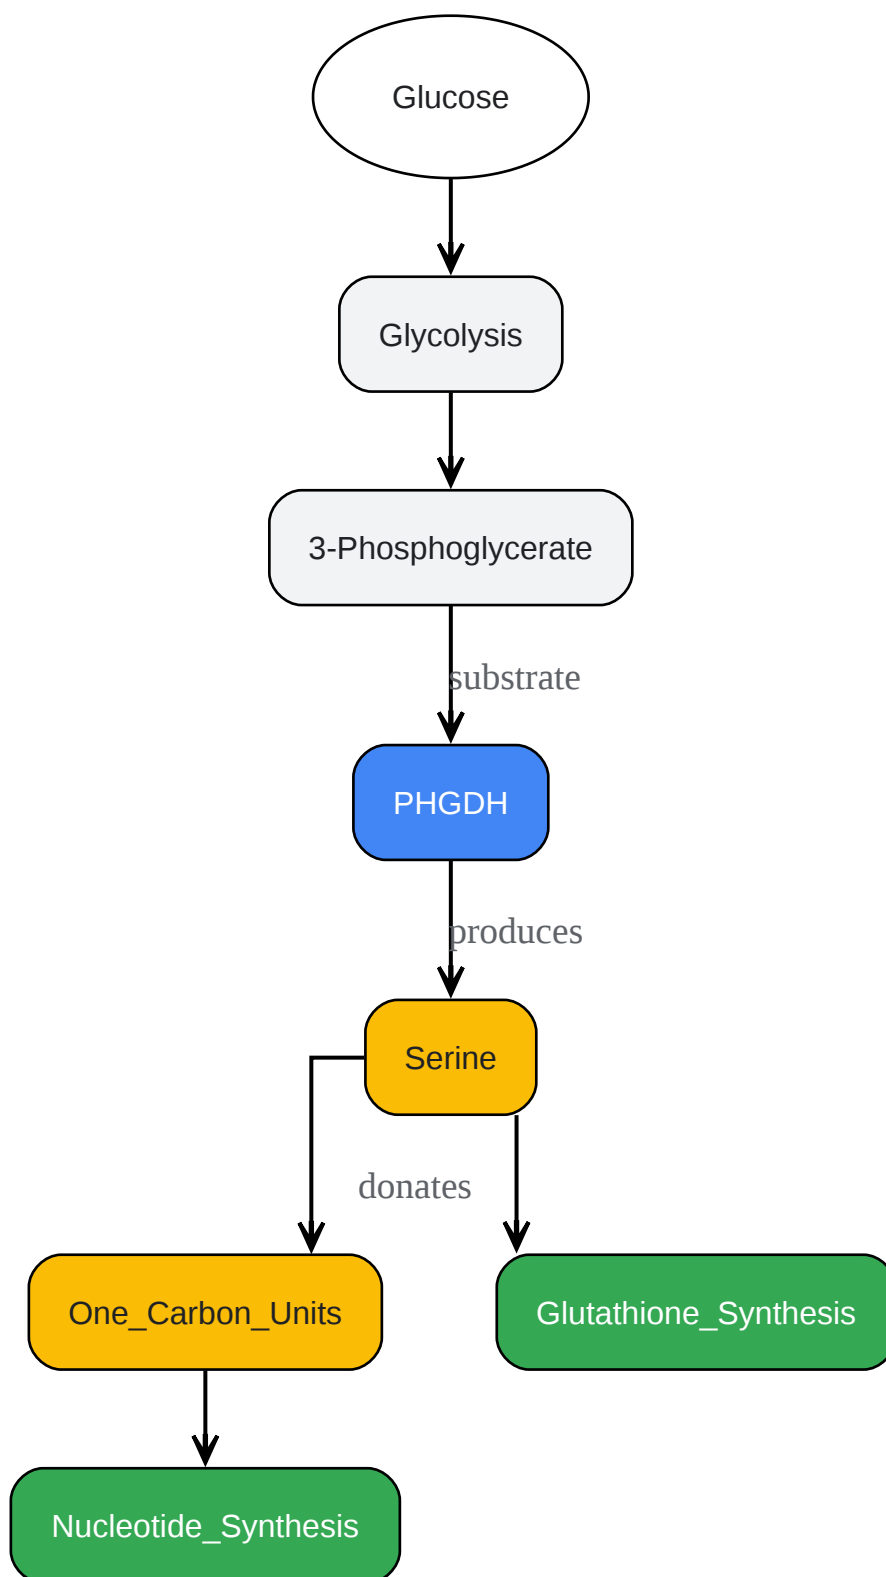 Glucose
Glycolysis
3-Phosphoglycerate
substrate
PHGDH
produces
Serine
donates
One_Carbon_Units
Glutathione_Synthesis
Nucleotide_Synthesis